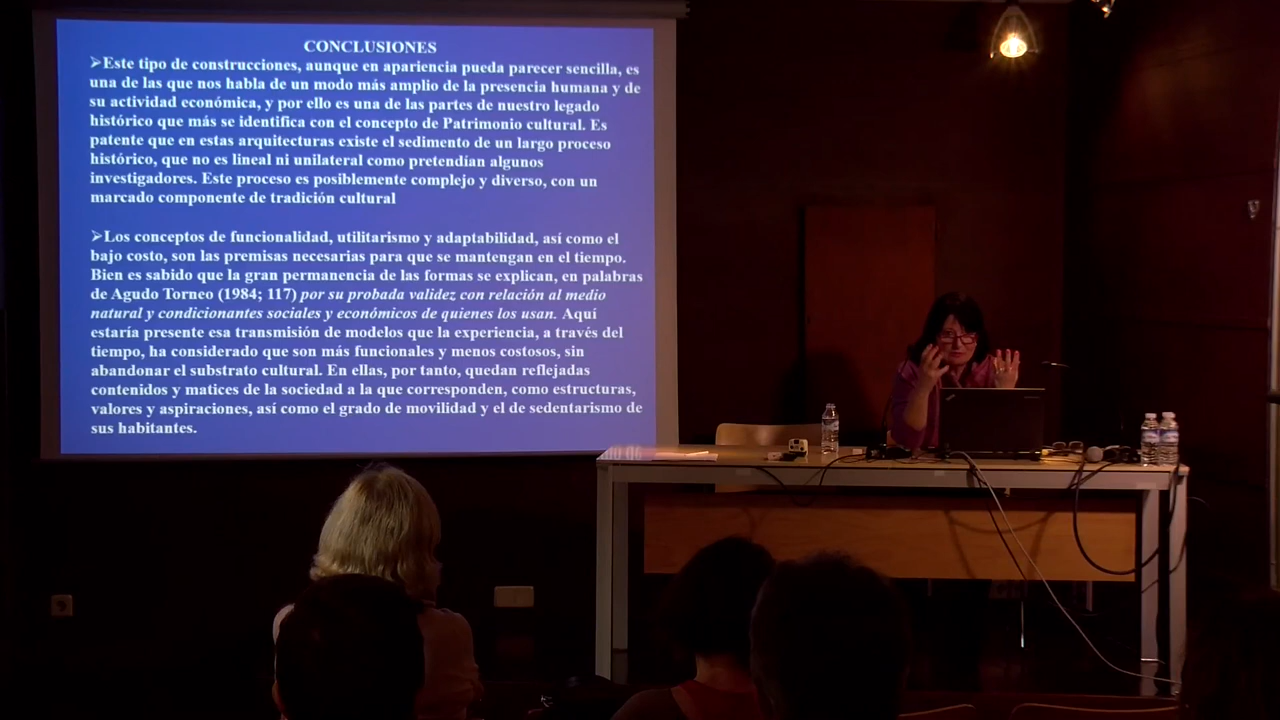 CONCLUSIONES
➢Este tipo de construcciones, aunque en apariencia pueda parecer sencilla, es
una de las que nos habla de un modo más amplio de la presencia humana y de
su actividad económica, y por ello es una de las partes de nuestro legado
histórico que más se identifica con el concepto de Patrimonio cultural. Es
patente que en estas arquitecturas existe el sedimento de un largo proceso
histórico, que no es lineal ni unilateral como pretendían algunos
investigadores. Este proceso es posiblemente complejo y diverso, con un
marcado componente de tradición cultural
➢Los conceptos de funcionalidad, utilitarismo y adaptabilidad, así como el
bajo costo, son las premisas necesarias para que se mantengan en el tiempo.
Bien es sabido que la gran permanencia de las formas se explican, en palabras
de Agudo Torneo (1984; 117) por su probada validez con relación al medio
natural y condicionantes sociales y económicos de quienes los usan. Aquí
estaría presente esa transmisión de modelos que la experiencia, a través del
tiempo, ha considerado que son más funcionales y menos costosos, sin
abandonar el substrato cultural. En ellas, por tanto, quedan reflejadas
contenidos y matices de la sociedad a la que corresponden, como estructuras,
valores y aspiraciones, así como el grado de movilidad y el de sedentarismo de
sus habitantes.